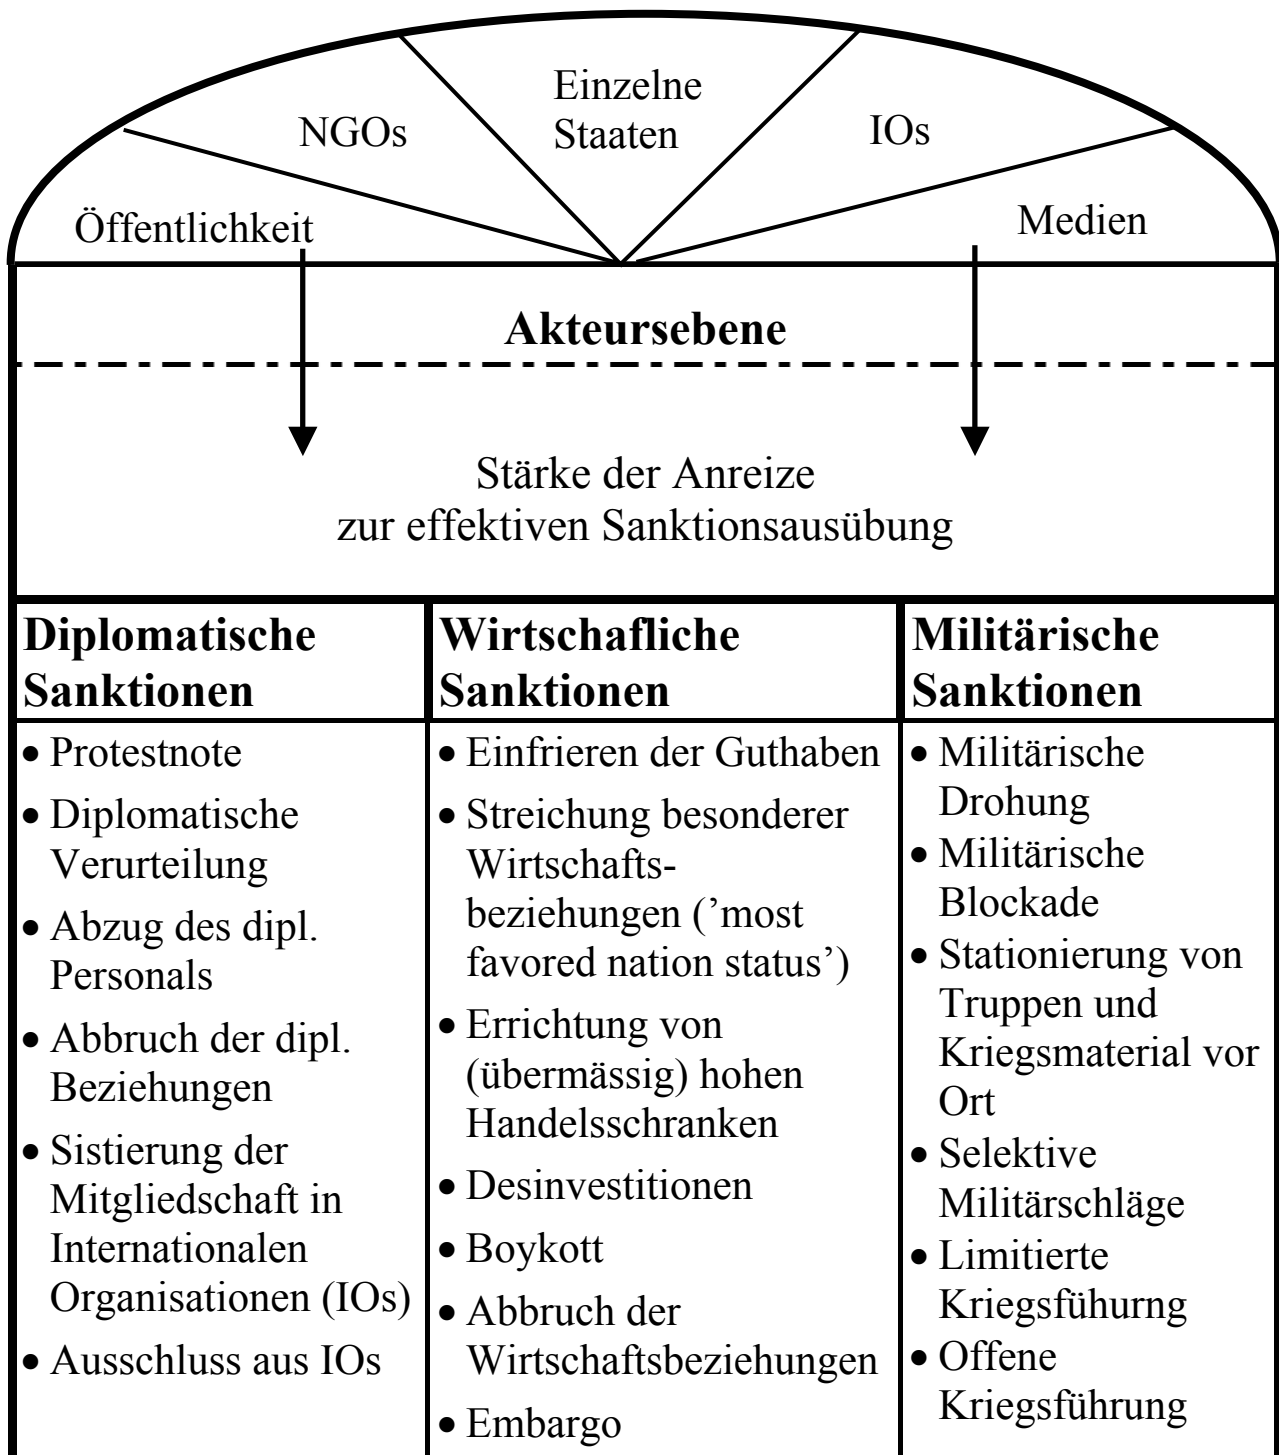 Einzelne
Staaten
NGOs
IOs
Öffentlichkeit
Medien
Akteursebene
Stärke der Anreize
zur effektiven Sanktionsausübung
Diplomatische
Sanktionen
• Protestnote
• Diplomatische
Verurteilung
• Abzug des dipl.
Personals
• Abbruch der dipl.
Beziehungen
• Sistierung der
Mitgliedschaft in
Internationalen
Organisationen (IOs)
• Ausschluss aus IOs
Wirtschafliche
Sanktionen
• Einfrieren der Guthaben
• Streichung besonderer
Wirtschafts-
beziehungen (’most
favored nation status’)
• Errichtung von
(übermässig) hohen
Handelsschranken
• Desinvestitionen
• Boykott
• Abbruch der
Wirtschaftsbeziehungen
• Embargo
Militärische
Sanktionen
• Militärische
Drohung
• Militärische
Blockade
• Stationierung von
Truppen und
Kriegsmaterial vor
Ort
• Selektive
Militärschläge
• Limitierte
Kriegsfühurng
• Offene
Kriegsführung